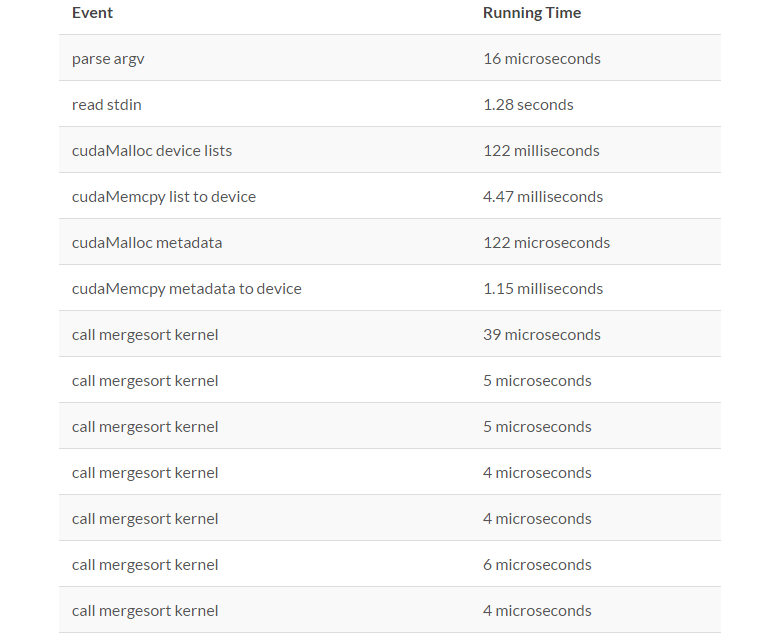 Event Running Time
parse argv 16 microseconds
read stdin 1.28 seconds
cudaMalloc device lists 122 milliseconds
cudaMemcpy list to device 4.47 milliseconds
cudaMalloc metadata 122 microseconds
cudaMemcpy metadata to device 1.15 milliseconds
call mergesort kernel 39 microseconds
call mergesort kernel 5 microseconds
call mergesort kernel 5 microseconds
call mergesort kernel 4 microseconds
call mergesort kernel 4 microseconds
call mergesort kernel 6 microseconds
call mergesort kernel 4 microseconds